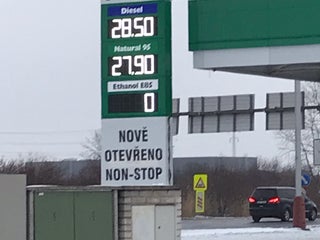 Diesel
28.50
Natural 95
27.90
Ethanol E85
0
NOVĚ
OTEVŘENO
NON-STOP